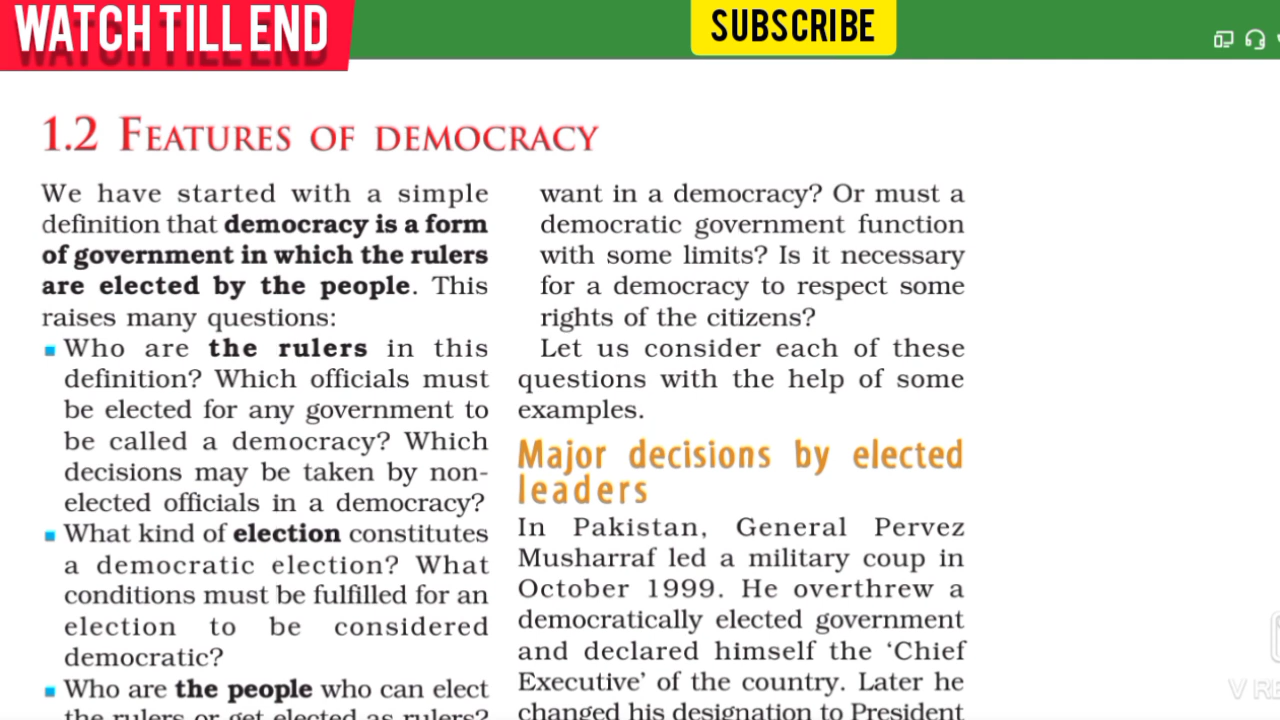 WATCH TILL END
SUBSCRIBE
1.2 FEATURES OF DEMOCRACY
We have started with a simple
definition that democracy is a form
of government in which the rulers
are elected by the people. This
raises many questions:
Who are the rulers in this
definition? Which officials must
be elected for any government to
be called a democracy? Which
decisions may be taken by non-
elected officials in a democracy?
What kind of election constitutes
a democratic election? What
conditions must be fulfilled for an
election to be considered
democratic?
Who are the people who can elect
the rulers or get elected as rulers?
want in a democracy? Or must a
democratic government function
with some limits? Is it necessary
for a democracy to respect some
rights of the citizens?
Let us consider each of these
questions with the help of some
examples.
Major decisions by elected
leaders
In Pakistan, General Pervez
Musharraf led a military coup in
October 1999. He overthrew a
democratically elected government
and declared himself the ‘Chief
Executive’ of the country. Later he
changed his designation to President